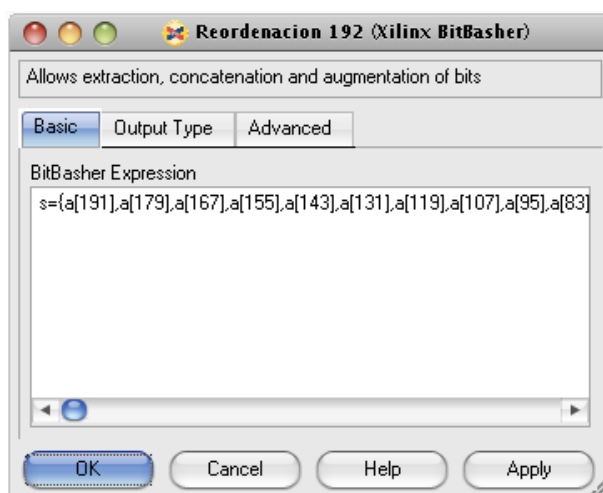 Reordenacion 192 (Xilinx BitBasher)
Allows extraction, concatenation and augmentation of bits
Basic Output Type Advanced
BitBasher Expression
s={a[191],a[179],a[167],a[155],a[143],a[131],a[119],a[107],a[95],a[83]
OK Cancel Help Apply